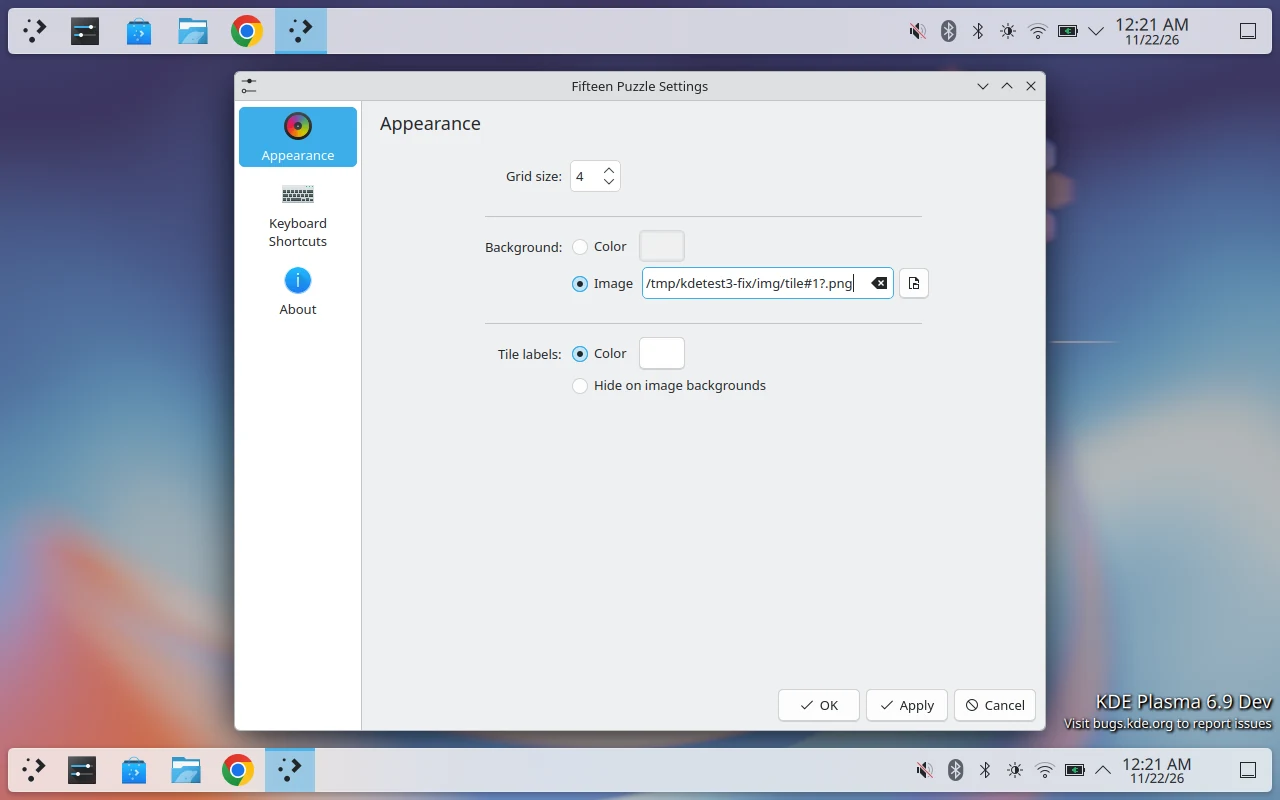 12:21 AM
11/22/26
Fifteen Puzzle Settings
Appearance
Keyboard
Shortcuts
About
Appearance
Grid size: 4
Background: Color
Image /tmp/kdetest3-fix/img/tile#1?.png
Tile labels: Color
Hide on image backgrounds
OK
Apply
Cancel
KDE Plasma 6.9 Dev
Visit bugs.kde.org to report issues
12:21 AM
11/22/26